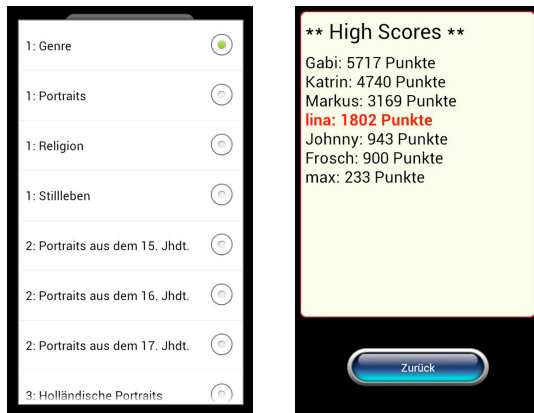 1: Genre
1: Portraits
1: Religion
1: Stillleben
2: Portraits aus dem 15. Jhdt.
2: Portraits aus dem 16. Jhdt.
2: Portraits aus dem 17. Jhdt.
3: Holländische Portraits
** High Scores **
Gabi: 5717 Punkte
Katrin: 4740 Punkte
Markus: 3169 Punkte
lina: 1802 Punkte
Johnny: 943 Punkte
Frosch: 900 Punkte
max: 233 Punkte
Zurück